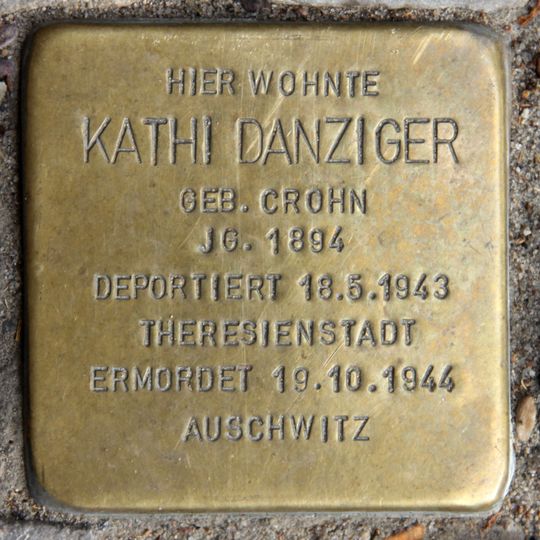 HIER WOHNTE
KATHI DANZIGER
GEB. CROHN
JG. 1894
DEPORTIERT 18.5.1943
THERESIENSTADT
ERMORDET 19.10.1944
AUSCHWITZ